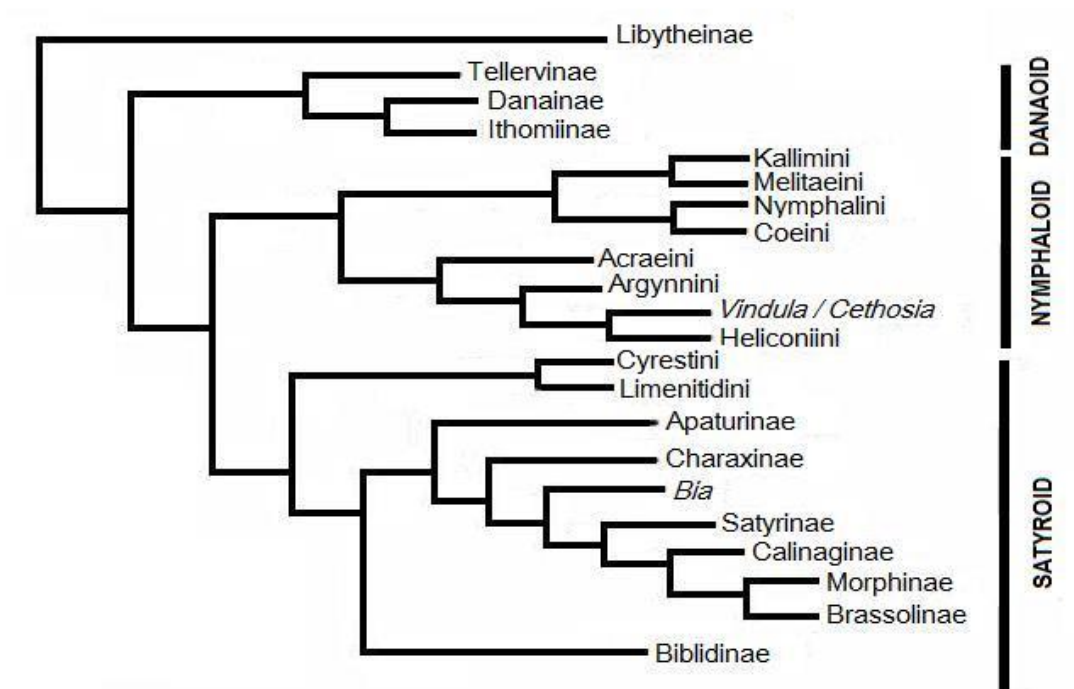 Libytheinae
Tellervinae
Danainae
Ithomiinae
Kallimini
Melitaeini
Nymphalini
Coeini
Acraeini
Argynnini
Vindula / Cethosia
Heliconiini
Cyrestini
Limenitidini
Apaturinae
Charaxinae
Bia
Satyrinae
Calinaginae
Morphinae
Brassolinae
Biblidinae
DANAOID
NYMPHALOID
SATYROID